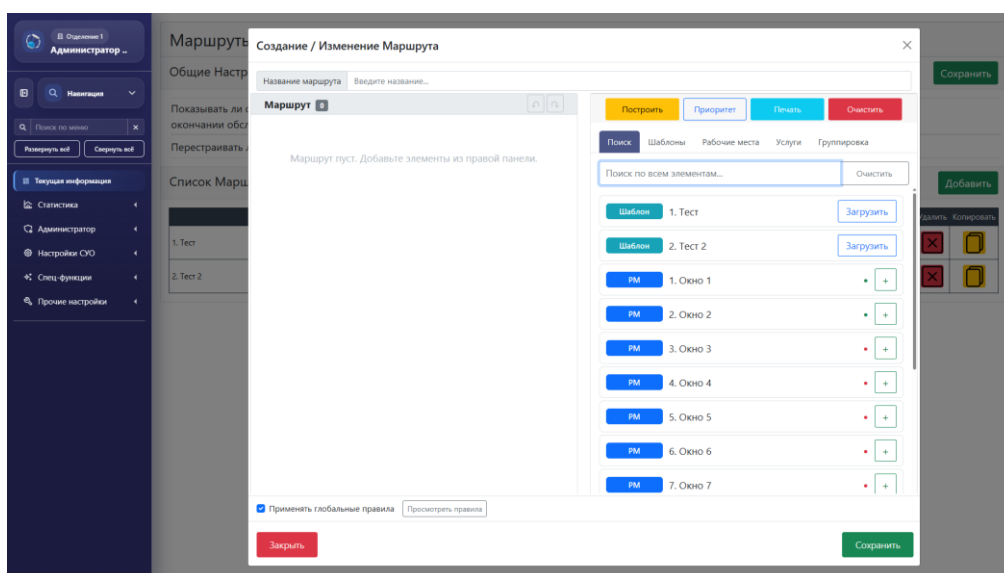 Отделение 1
Администратор ..
Навигация
Поиск по меню
Развернуть всё
Свернуть всё
Текущая информация
Статистика
Администратор
Настройки СУО
Спец-функции
Прочие настройки
Маршруты
Общие Настр
Сохранить
Показывать ли
окончании обсл
Перестраивать
Список Марш
Добавить
Удалить Копировать
1. Тест
2. Тест 2
Создание / Изменение Маршрута
Название маршрута Введите название...
Маршрут 0
Маршрут пуст. Добавьте элементы из правой панели.
Построить Приоритет Печать Очистить
Поиск Шаблоны Рабочие места Услуги Группировка
Поиск по всем элементам... Очистить
Шаблон 1. Тест Загрузить
Шаблон 2. Тест 2 Загрузить
РМ 1. Окно 1 +
РМ 2. Окно 2 +
РМ 3. Окно 3 +
РМ 4. Окно 4 +
РМ 5. Окно 5 +
РМ 6. Окно 6 +
РМ 7. Окно 7 +
Применять глобальные правила Просмотреть правила
Закрыть Сохранить